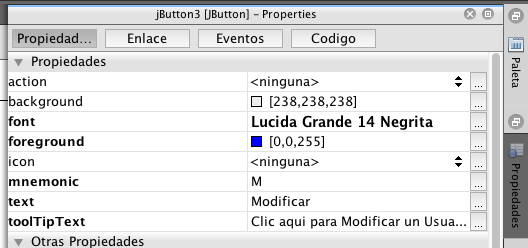 jButton3 [JButton] – Properties
Propiedad... Enlace Eventos Codigo
Propiedades
action <ninguna> ...
background [238,238,238] ...
font Lucida Grande 14 Negrita ...
foreground [0,0,255] ...
icon <ninguna> ...
mnemonic M ...
text Modificar ...
toolTipText Clic aqui para Modificar un Usua... ...
Otras Propiedades
Paleta
Propiedades